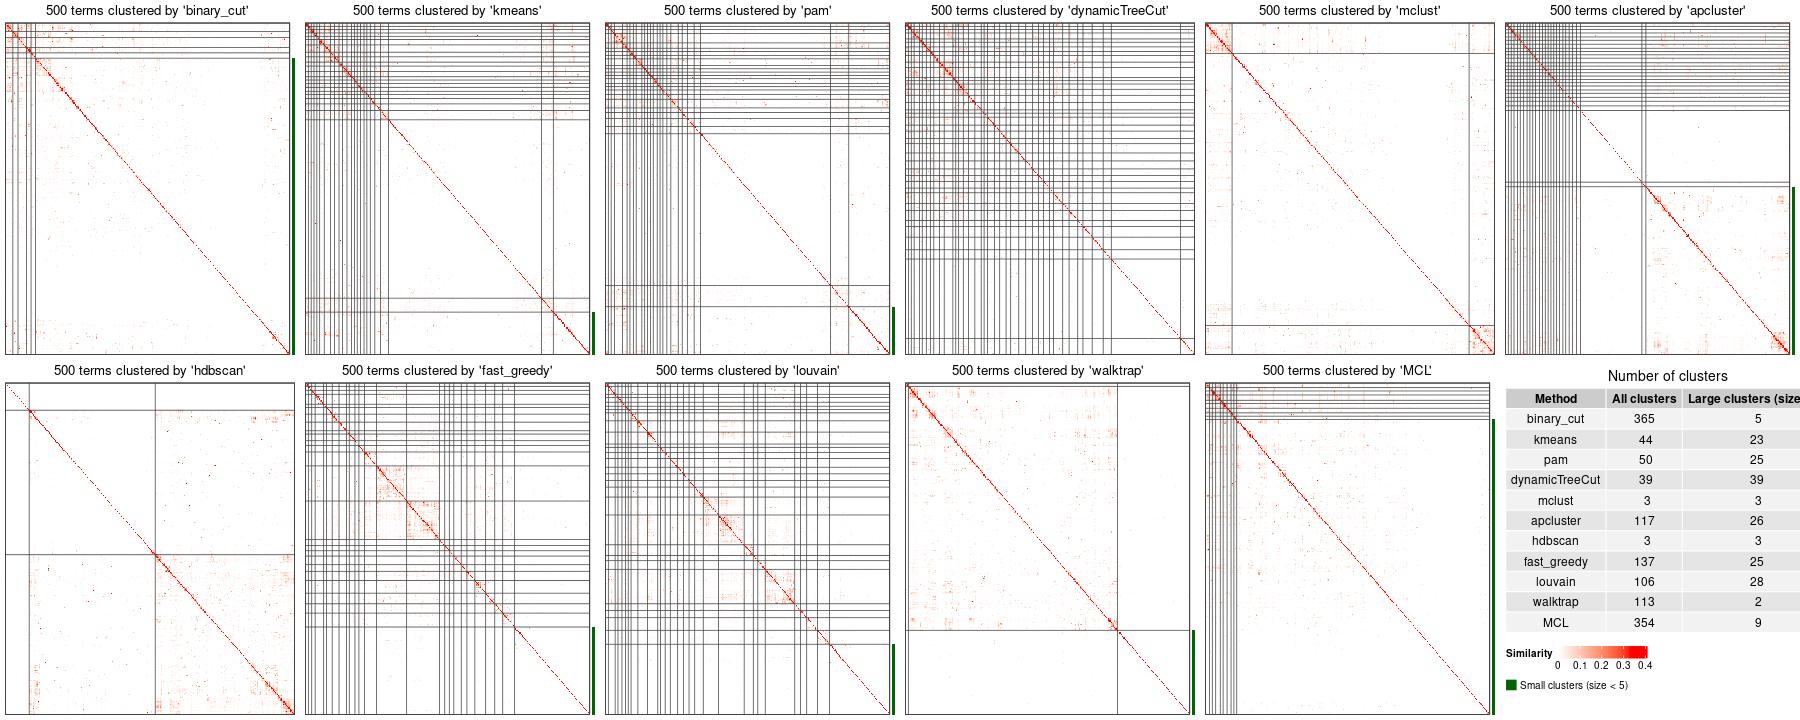 500 terms clustered by 'binary_cut'
500 terms clustered by 'kmeans'
500 terms clustered by 'pam'
500 terms clustered by 'dynamicTreeCut'
500 terms clustered by 'mclust'
500 terms clustered by 'apcluster'
500 terms clustered by 'hdbscan'
500 terms clustered by 'fast_greedy'
500 terms clustered by 'louvain'
500 terms clustered by 'walktrap'
500 terms clustered by 'MCL'
Number of clusters
Method All clusters Large clusters (size
binary_cut 365 5
kmeans 44 23
pam 50 25
dynamicTreeCut 39 39
mclust 3 3
apcluster 117 26
hdbscan 3 3
fast_greedy 137 25
louvain 106 28
walktrap 113 2
MCL 354 9
Similarity
0 0.1 0.2 0.3 0.4
Small clusters (size < 5)